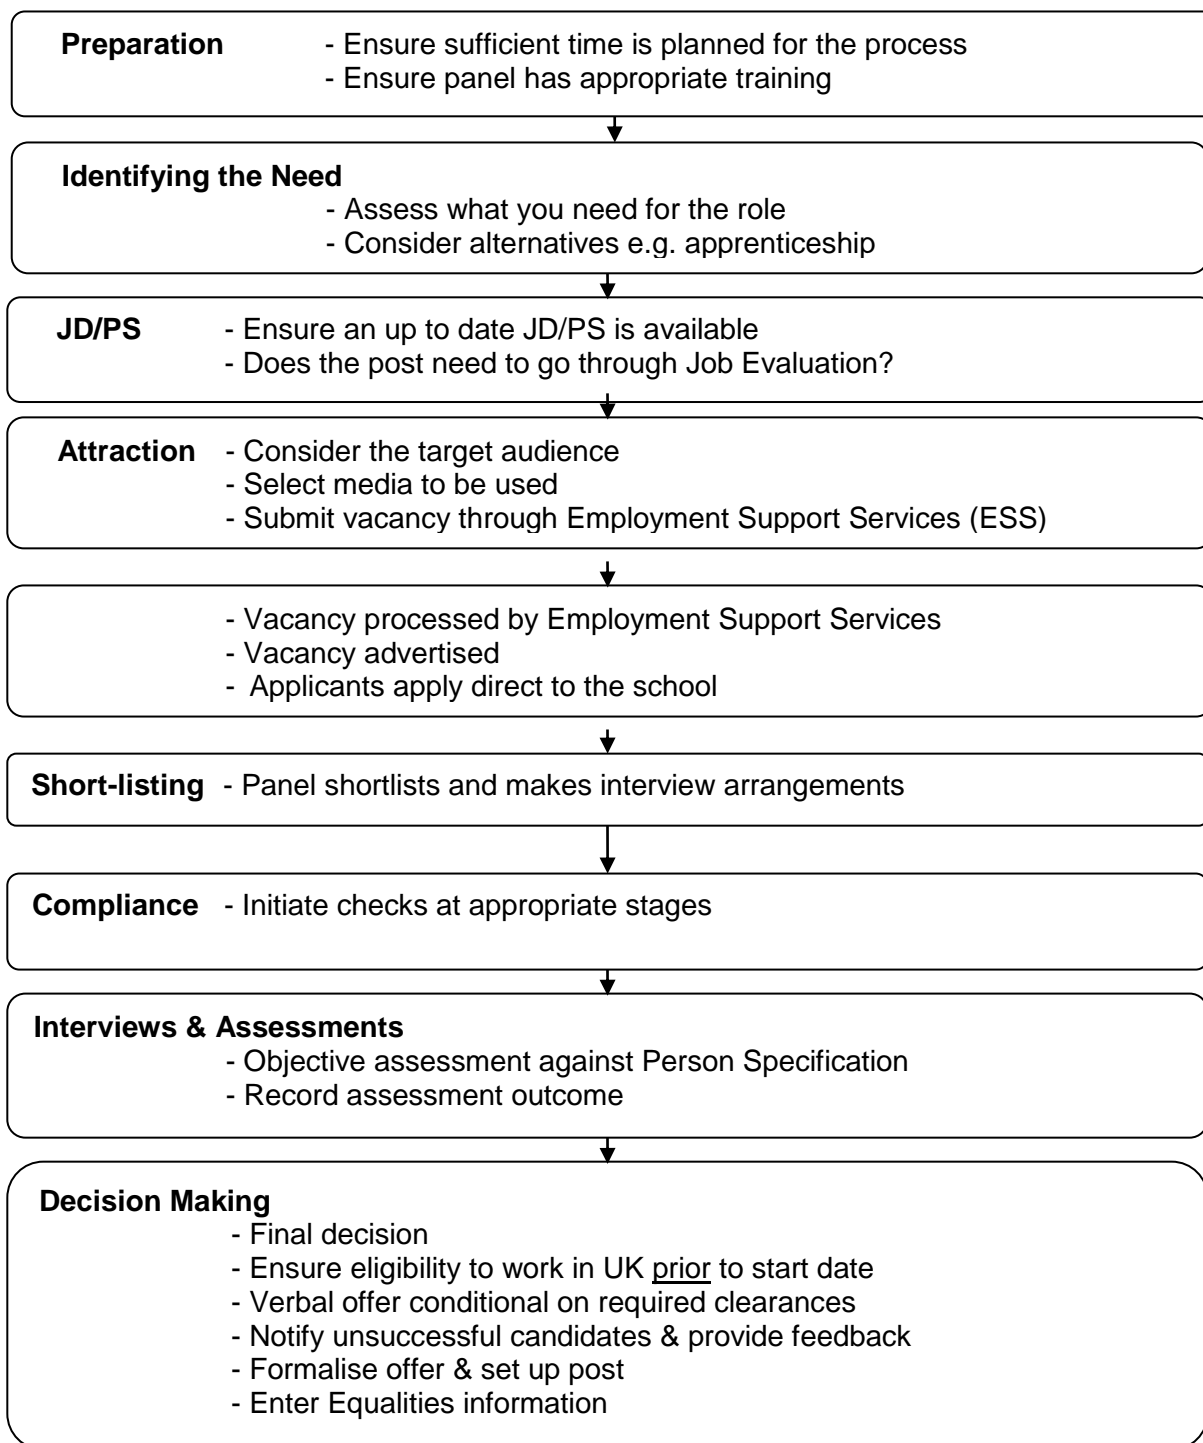 Preparation - Ensure sufficient time is planned for the process
- Ensure panel has appropriate training
Identifying the Need
- Assess what you need for the role
- Consider alternatives e.g. apprenticeship
JD/PS - Ensure an up to date JD/PS is available
- Does the post need to go through Job Evaluation?
Attraction - Consider the target audience
- Select media to be used
- Submit vacancy through Employment Support Services (ESS)
- Vacancy processed by Employment Support Services
- Vacancy advertised
- Applicants apply direct to the school
Short-listing - Panel shortlists and makes interview arrangements
Compliance - Initiate checks at appropriate stages
Interviews & Assessments
- Objective assessment against Person Specification
- Record assessment outcome
Decision Making
- Final decision
- Ensure eligibility to work in UK prior to start date
- Verbal offer conditional on required clearances
- Notify unsuccessful candidates & provide feedback
- Formalise offer & set up post
- Enter Equalities information